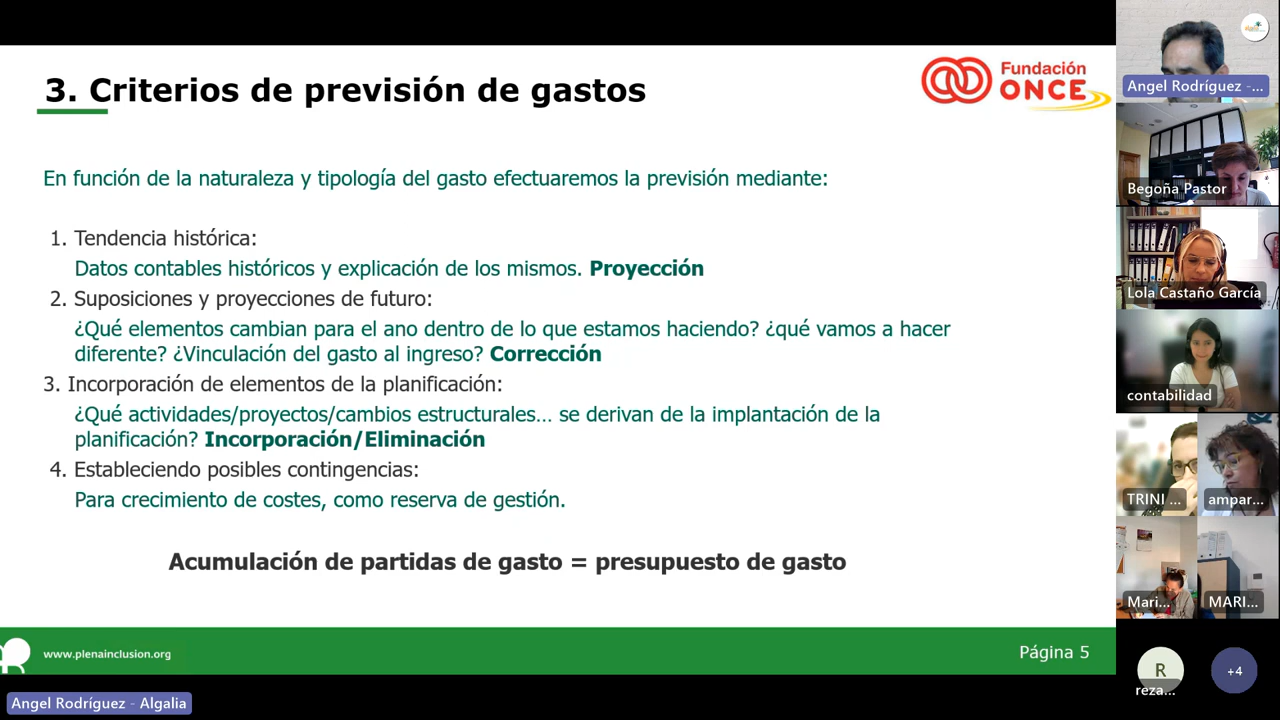 3. Criterios de previsión de gastos
Fundación
ONCE
En función de la naturaleza y tipología del gasto efectuaremos la previsión mediante:
1. Tendencia histórica:
Datos contables históricos y explicación de los mismos. Proyección
2. Suposiciones y proyecciones de futuro:
¿Qué elementos cambian para el ano dentro de lo que estamos haciendo? ¿qué vamos a hacer
diferente? ¿Vinculación del gasto al ingreso? Corrección
3. Incorporación de elementos de la planificación:
¿Qué actividades/proyectos/cambios estructurales… se derivan de la implantación de la
planificación? Incorporación/Eliminación
4. Estableciendo posibles contingencias:
Para crecimiento de costes, como reserva de gestión.
Acumulación de partidas de gasto = presupuesto de gasto
www.plenainclusion.org
Página 5
Angel Rodríguez - Algalia
Angel Rodríguez -...
Begoña Pastor
Lola Castaño García
contabilidad
TRINI ...
ampar...
Mari...
MARI...
R
reza...
+4